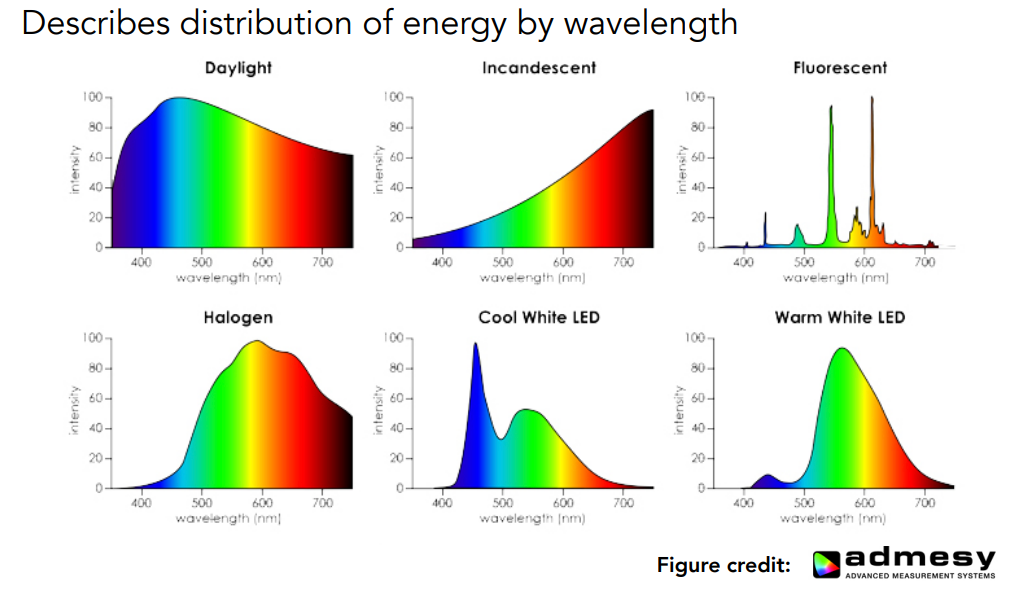 Describes distribution of energy by wavelength
Daylight
100
80
60
40
20
0
intensity
400 500 600 700
wavelength (nm)
Incandescent
100
80
60
40
20
0
intensity
400 500 600 700
wavelength (nm)
Fluorescent
100
80
60
40
20
0
intensity
400 500 600 700
wavelength (nm)
Halogen
100
80
60
40
20
0
intensity
400 500 600 700
wavelength (nm)
Cool White LED
100
80
60
40
20
0
intensity
400 500 600 700
wavelength (nm)
Warm White LED
100
80
60
40
20
0
intensity
400 500 600 700
wavelength (nm)
Figure credit:
admesy
ADVANCED MEASUREMENT SYSTEMS